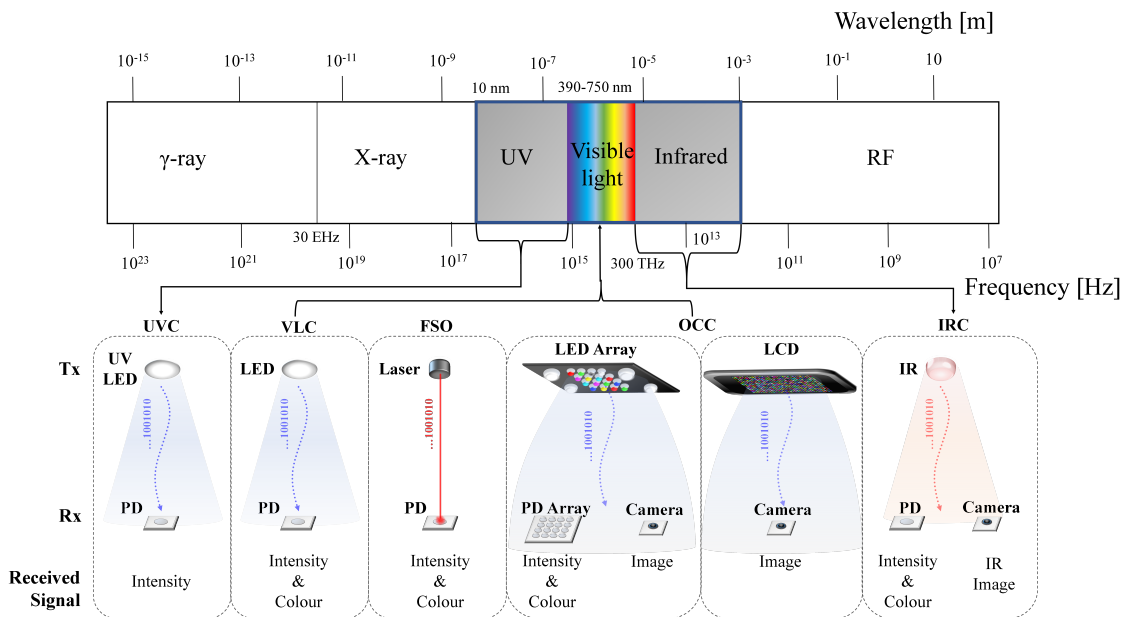 Wavelength [m]
10-15 10-13 10-11 10-9 10-7 10-5 10-3 10-1 10
10 nm 390-750 nm
γ-ray X-ray UV Visible light Infrared RF
30 EHz 300 THz 1013
1023 1021 1019 1017 1015 1011 109 107
Frequency [Hz]
UVC VLC FSO OCC IRC
LED Array LCD
Tx UV LED LED Laser IR
...1001010 ...1001010 ...1001010 ...1001010 ...1001010 ...1001010
Rx PD PD PD PD Array Camera Camera PD Camera
Received Signal
Intensity
Intensity & Colour
Intensity & Colour
Intensity & Colour
Image
Image
Intensity & Colour
IR Image